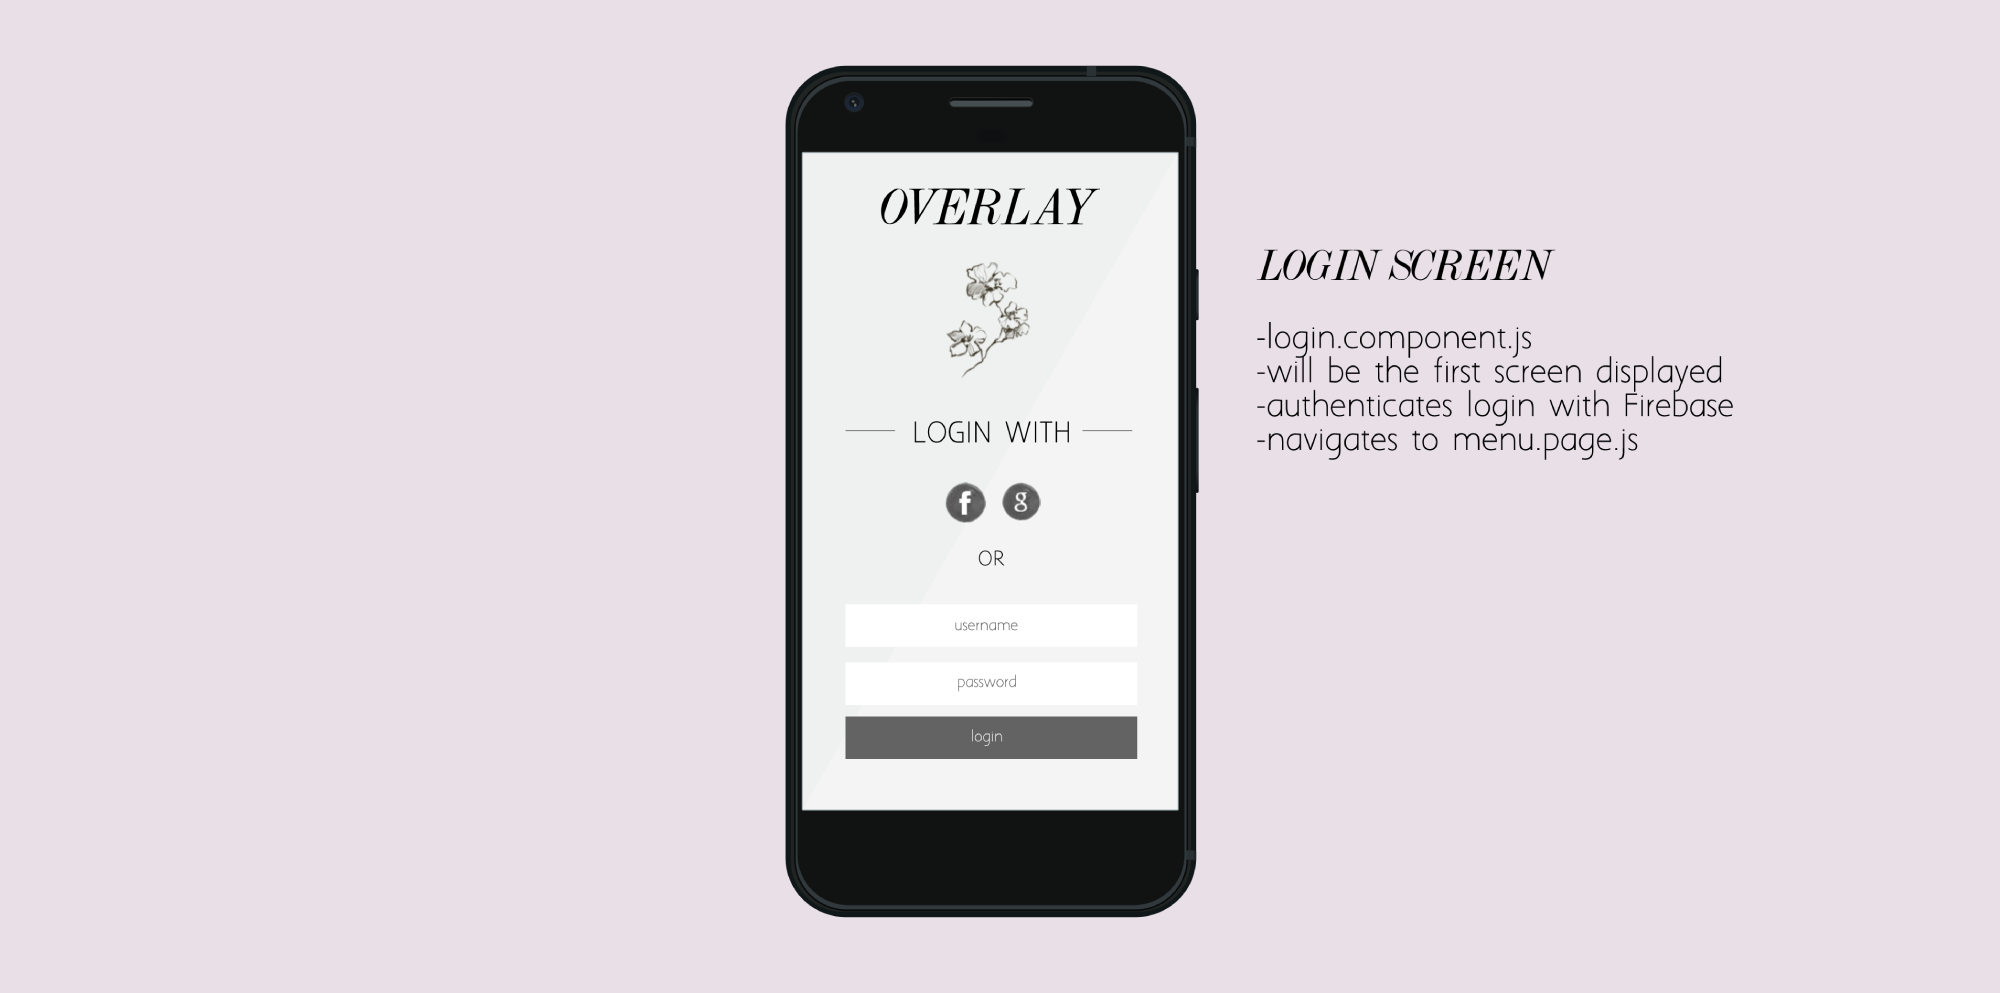 OVERLAY
LOGIN WITH
f g
OR
username
password
login
LOGIN SCREEN
-login.component.js
-will be the first screen displayed
-authenticates login with Firebase
-navigates to menu.page.js